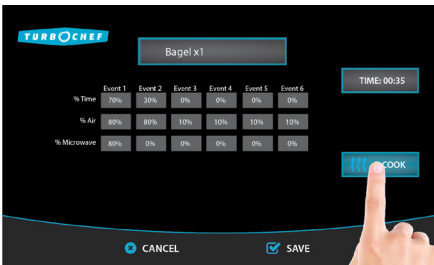 TURBOCHEF
Bagel x1
TIME: 00:35
Event 1 Event 2 Event 3 Event 4 Event 5 Event 6
% Time 70% 30% 0% 0% 0% 0%
% Air 80% 80% 10% 10% 10% 10%
% Microwave 80% 0% 0% 0% 0% 0%
COOK
CANCEL SAVE